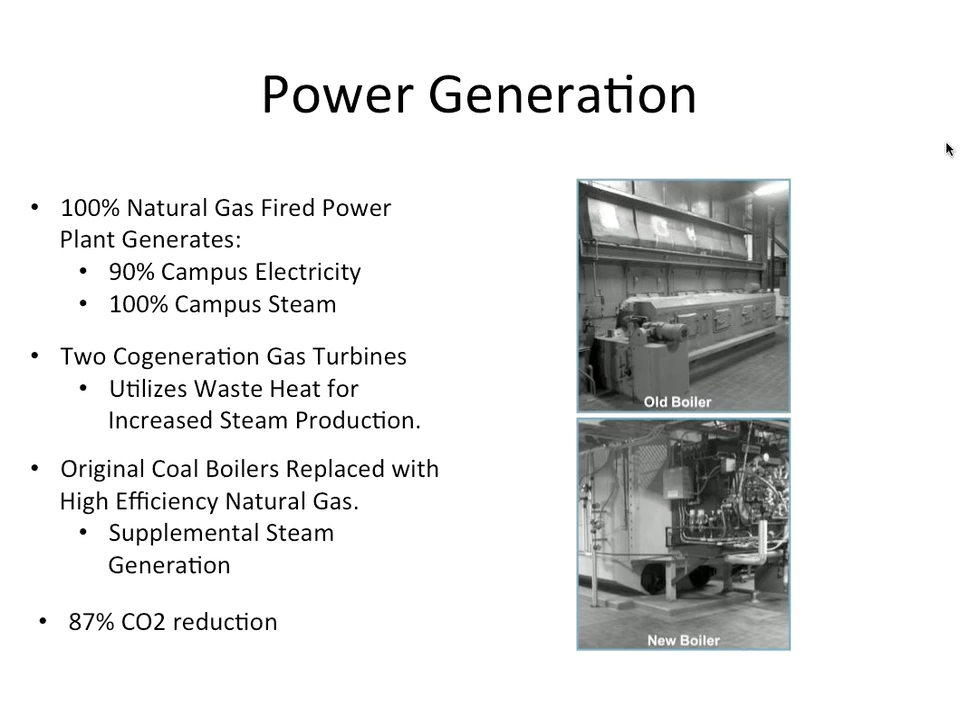 Power Generation
• 100% Natural Gas Fired Power
Plant Generates:
• 90% Campus Electricity
• 100% Campus Steam
• Two Cogeneration Gas Turbines
• Utilizes Waste Heat for
Increased Steam Production.
• Original Coal Boilers Replaced with
High Efficiency Natural Gas.
• Supplemental Steam
Generation
• 87% CO2 reduction
Old Boiler
New Boiler